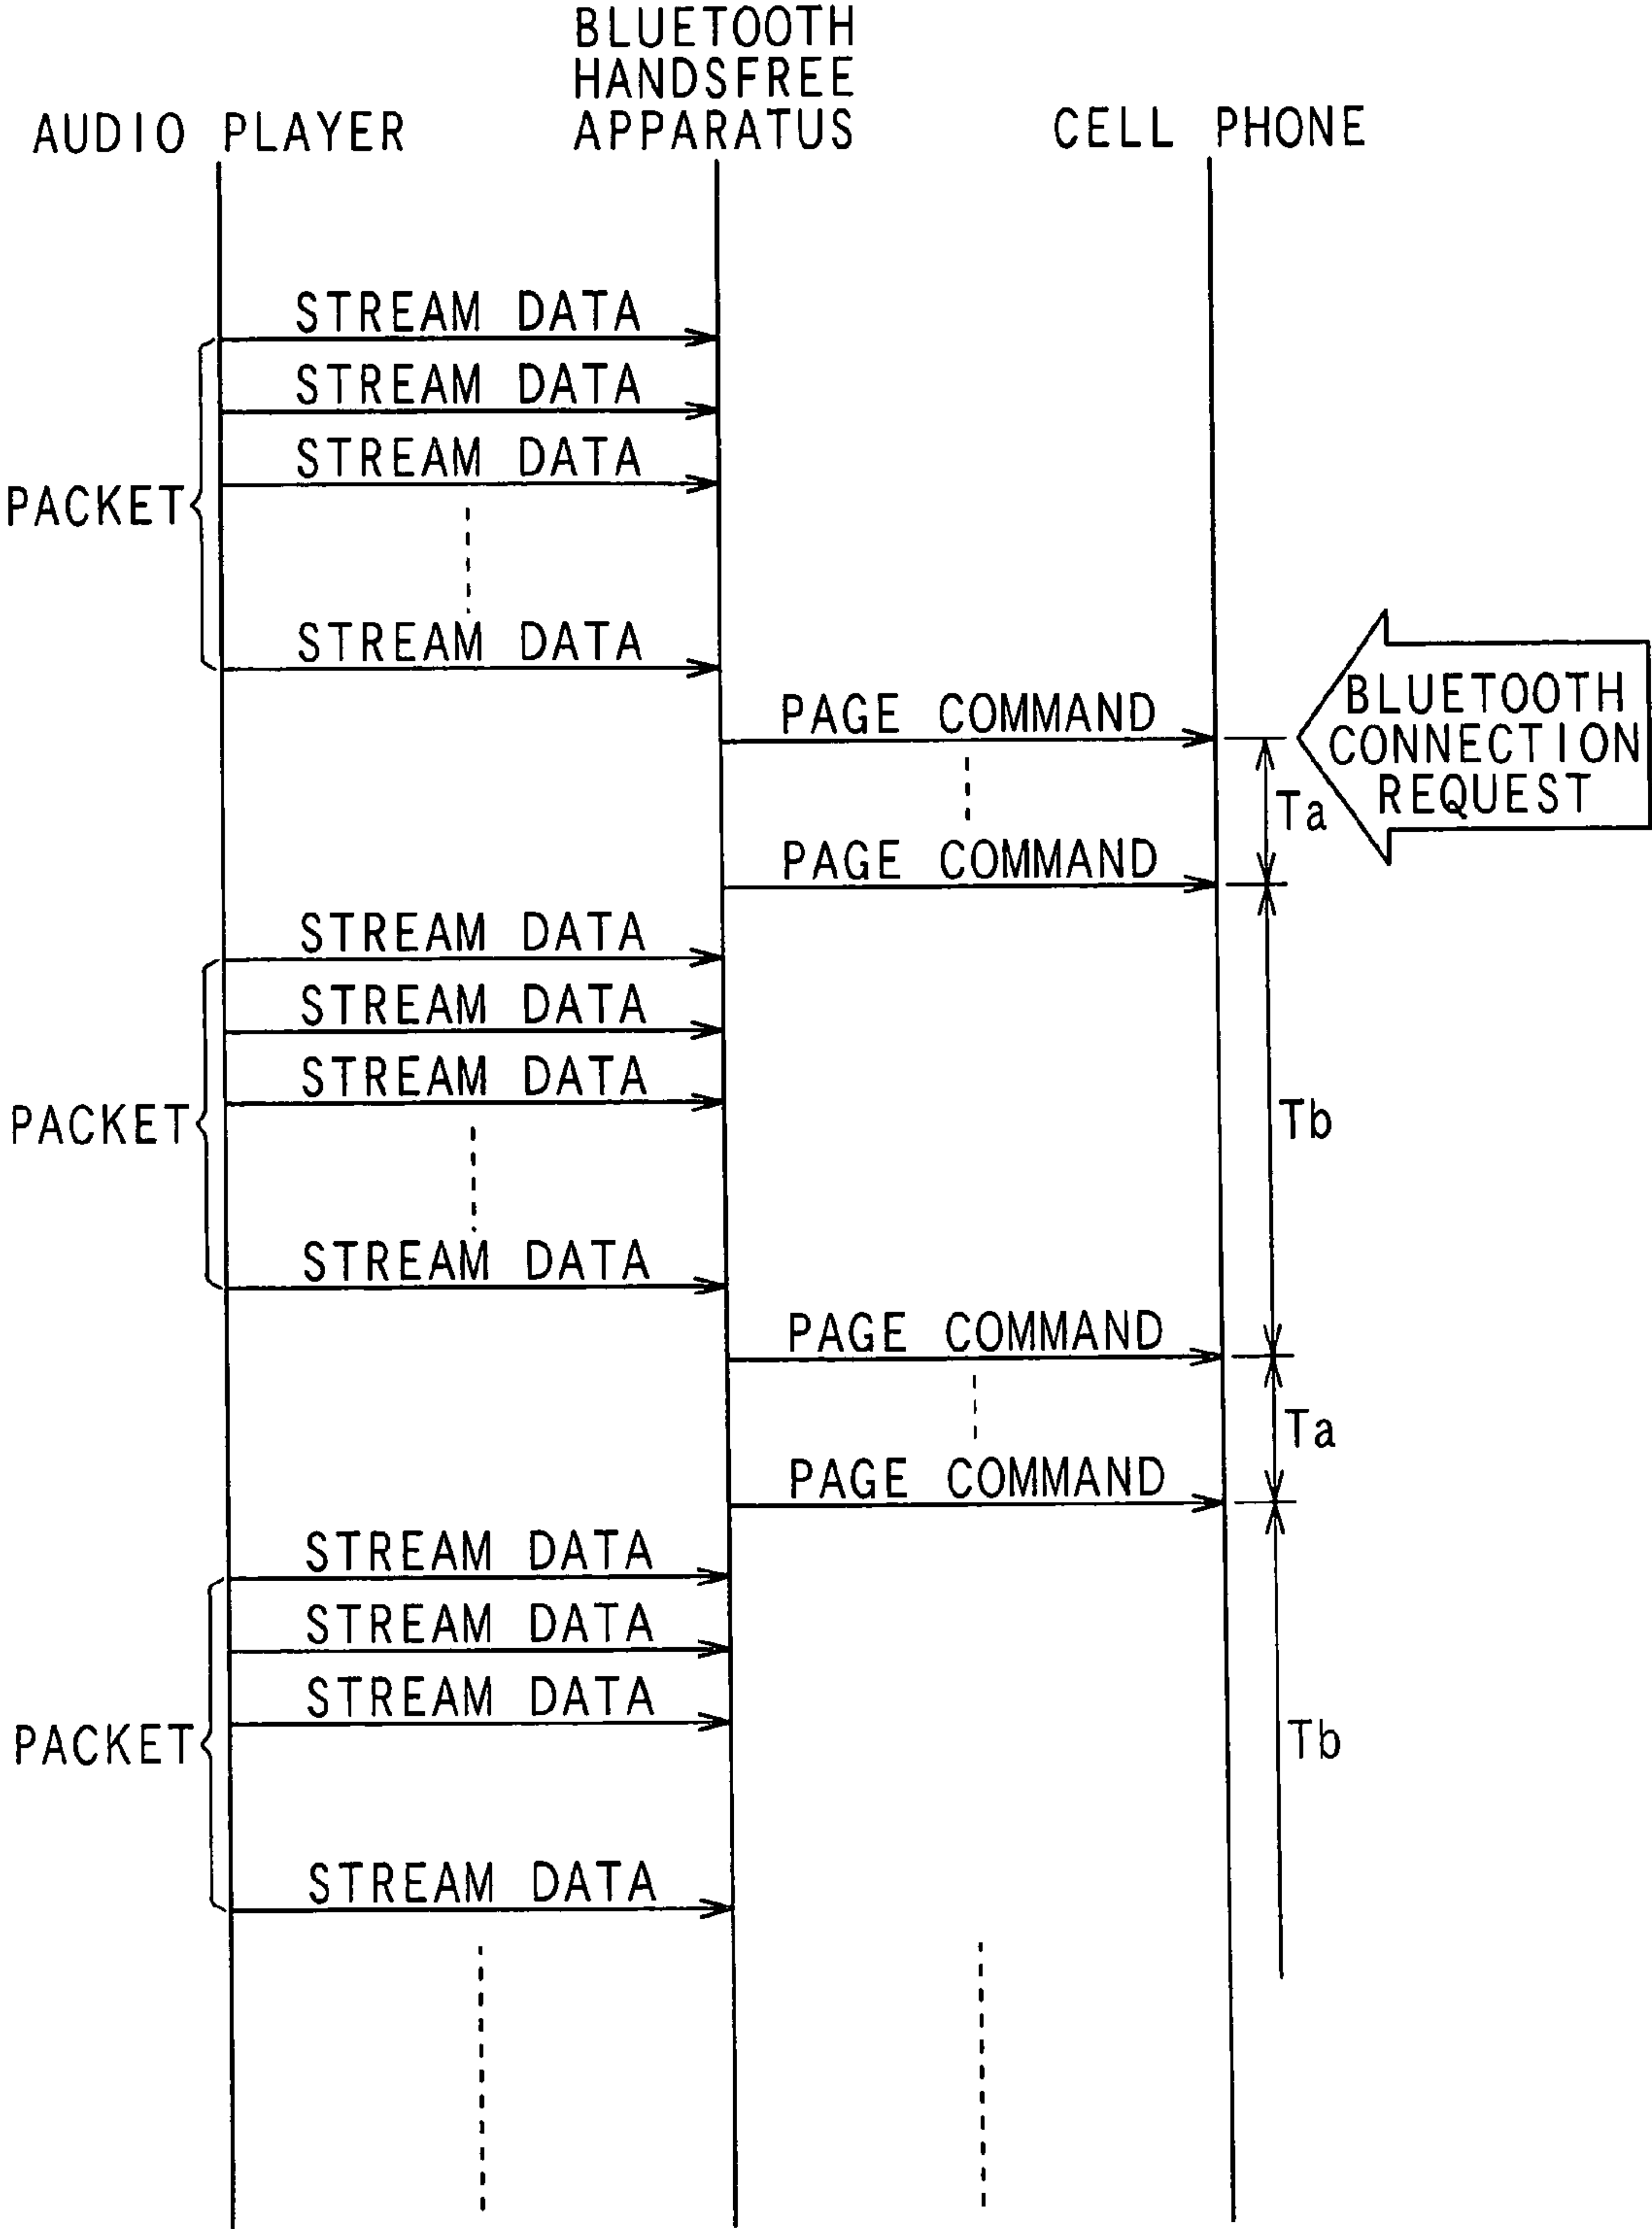 BLUETOOTH
HANDSFREE
APPARATUS
AUDIO PLAYER
CELL PHONE
STREAM DATA
STREAM DATA
STREAM DATA
PACKET
STREAM DATA
BLUETOOTH
CONNECTION
REQUEST
PAGE COMMAND
Ta
PAGE COMMAND
STREAM DATA
STREAM DATA
STREAM DATA
PACKET
Tb
STREAM DATA
PAGE COMMAND
Ta
PAGE COMMAND
STREAM DATA
STREAM DATA
STREAM DATA
PACKET
Tb
STREAM DATA